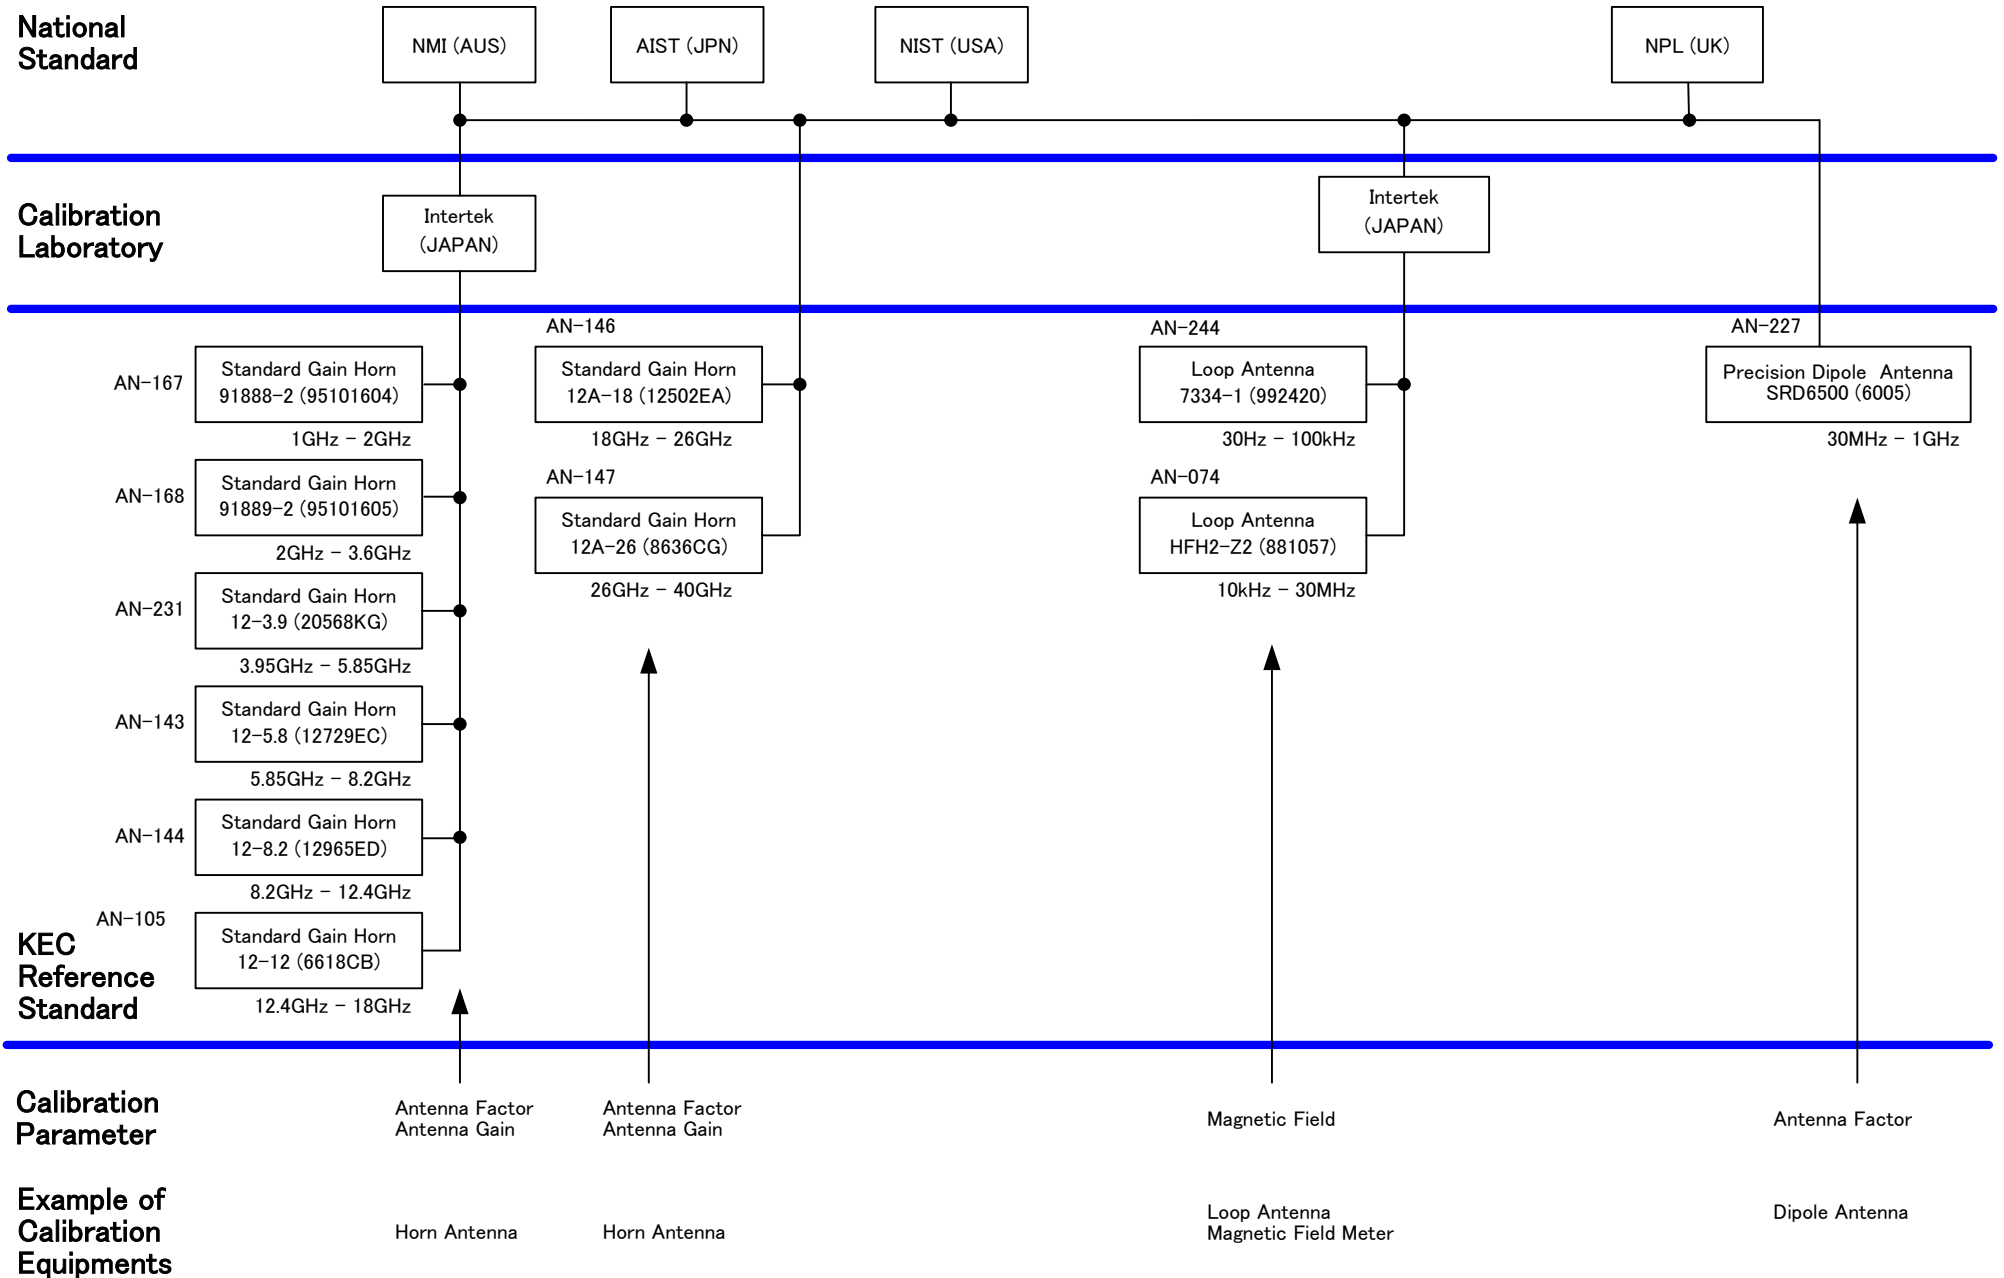 National
Standard
NMI (AUS)
AIST (JPN)
NIST (USA)
NPL (UK)
Calibration
Laboratory
Intertek
(JAPAN)
Intertek
(JAPAN)
AN-167
Standard Gain Horn
91888-2 (95101604)
1GHz - 2GHz
AN-168
Standard Gain Horn
91889-2 (95101605)
2GHz - 3.6GHz
AN-231
Standard Gain Horn
12-3.9 (20568KG)
3.95GHz - 5.85GHz
AN-143
Standard Gain Horn
12-5.8 (12729EC)
5.85GHz - 8.2GHz
AN-144
Standard Gain Horn
12-8.2 (12965ED)
8.2GHz - 12.4GHz
AN-105
Standard Gain Horn
12-12 (6618CB)
12.4GHz - 18GHz
AN-146
Standard Gain Horn
12A-18 (12502EA)
18GHz - 26GHz
AN-147
Standard Gain Horn
12A-26 (8636CG)
26GHz - 40GHz
AN-244
Loop Antenna
7334-1 (992420)
30Hz - 100kHz
AN-074
Loop Antenna
HFH2-Z2 (881057)
10kHz - 30MHz
AN-227
Precision Dipole Antenna
SRD6500 (6005)
30MHz - 1GHz
KEC
Reference
Standard
Calibration
Parameter
Antenna Factor
Antenna Gain
Antenna Factor
Antenna Gain
Magnetic Field
Antenna Factor
Example of
Calibration
Equipments
Horn Antenna
Horn Antenna
Loop Antenna
Magnetic Field Meter
Dipole Antenna